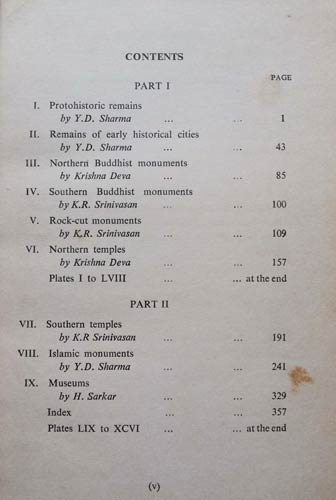 CONTENTS
PAGE
PART I
I. Protohistoric remains
by Y.D. Sharma ... ... 1
II. Remains of early historical cities
by Y.D. Sharma ... ... 43
III. Northern Buddhist monuments
by Krishna Deva ... ... 85
IV. Southern Buddhist monuments
by K.R. Srinivasan ... ... 100
V. Rock-cut monuments
by K.R. Srinivasan ... ... 109
VI. Northern temples
by Krishna Deva ... ... 157
Plates I to LVIII ... ... at the end
PART II
VII. Southern temples
by K.R Srinivasan ... ... 191
VIII. Islamic monuments
by Y.D. Sharma ... ... 241
IX. Museums
by H. Sarkar ... ... 329
Index ... ... 357
Plates LIX to XCVI ... ... at the end
(v)